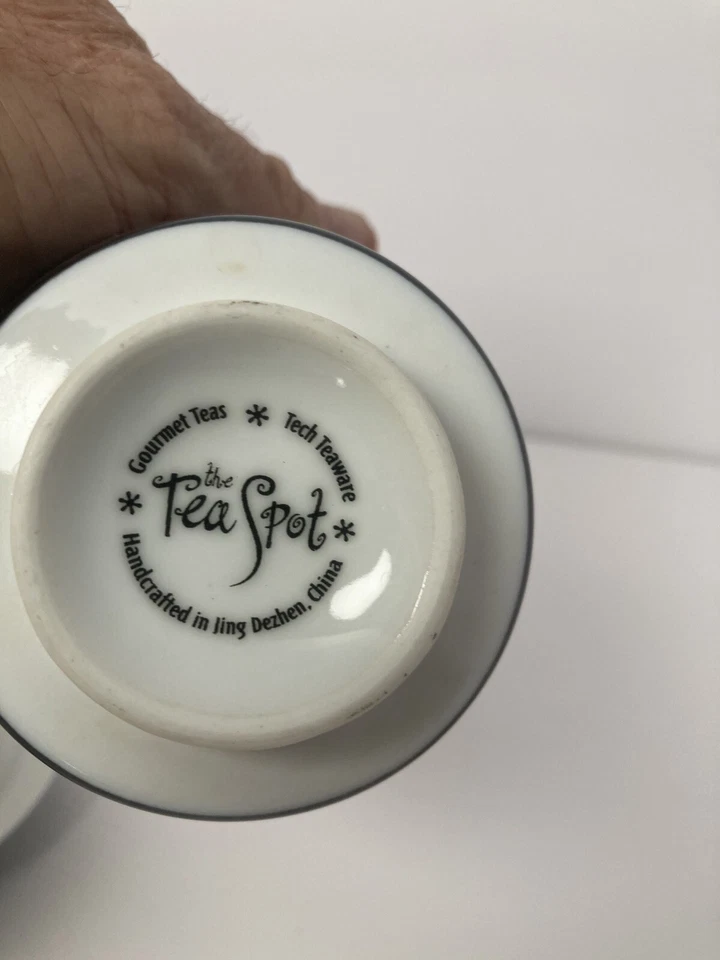 Gourmet Teas * Tech Teaware *
the
Tea Spot
Handcrafted in Jing Dezhen, China *